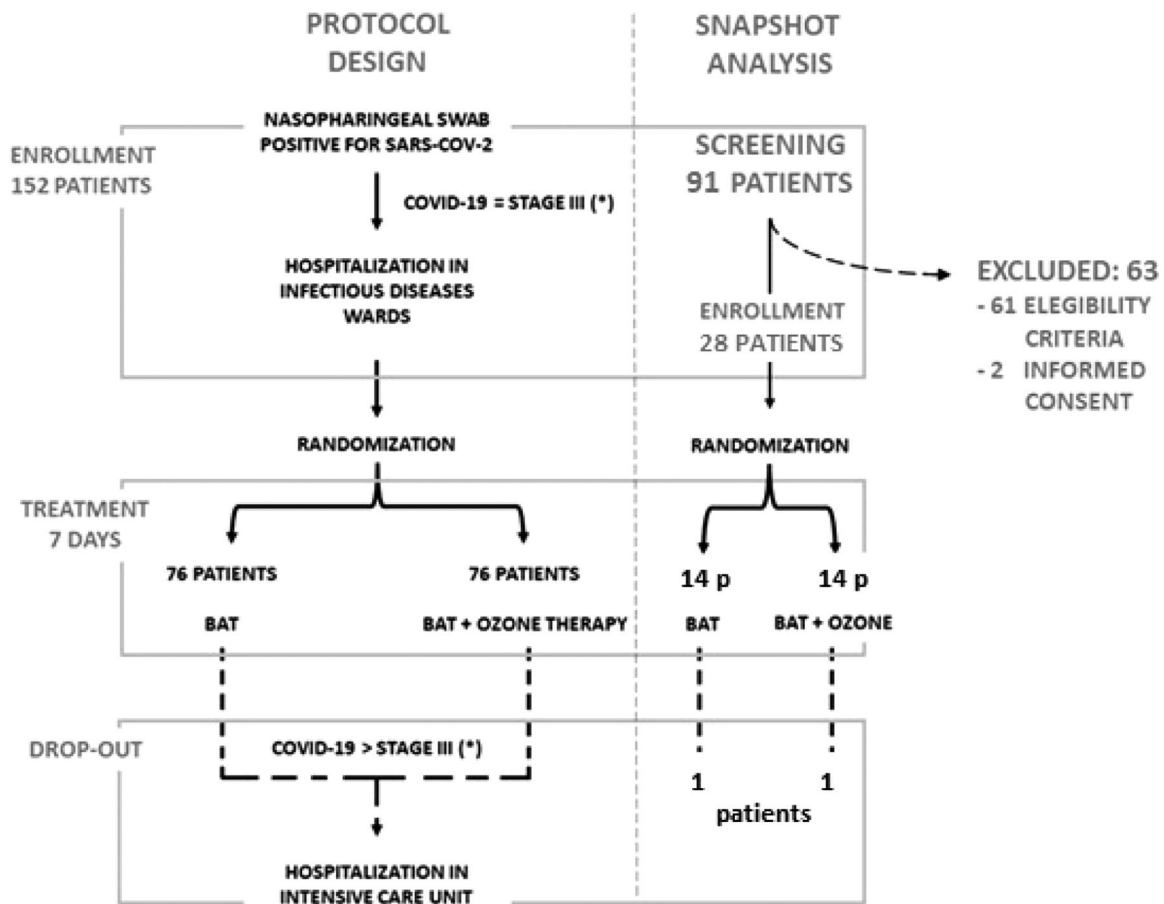 PROTOCOL
DESIGN
SNAPSHOT
ANALYSIS
NASOPHARINGEAL SWAB
POSITIVE FOR SARS-COV-2
ENROLLMENT
152 PATIENTS
COVID-19 = STAGE III (*)
HOSPITALIZATION IN
INFECTIOUS DISEASES
WARDS
SCREENING
91 PATIENTS
ENROLLMENT
28 PATIENTS
EXCLUDED: 63
- 61 ELEGIBILITY
CRITERIA
- 2 INFORMED
CONSENT
RANDOMIZATION
RANDOMIZATION
TREATMENT
7 DAYS
76 PATIENTS
76 PATIENTS
14 p
14 p
BAT
BAT + OZONE THERAPY
BAT
BAT + OZONE
DROP-OUT
COVID-19 > STAGE III (*)
1
1
patients
HOSPITALIZATION IN
INTENSIVE CARE UNIT